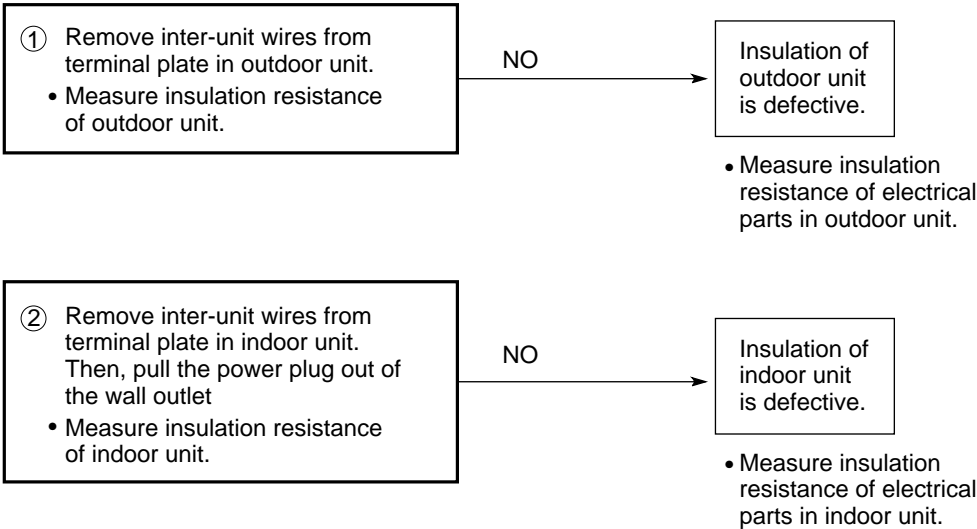 ① Remove inter-unit wires from
terminal plate in outdoor unit.
• Measure insulation resistance
of outdoor unit.
NO
Insulation of
outdoor unit
is defective.
• Measure insulation
resistance of electrical
parts in outdoor unit.
② Remove inter-unit wires from
terminal plate in indoor unit.
Then, pull the power plug out of
the wall outlet
• Measure insulation resistance
of indoor unit.
NO
Insulation of
indoor unit
is defective.
• Measure insulation
resistance of electrical
parts in indoor unit.